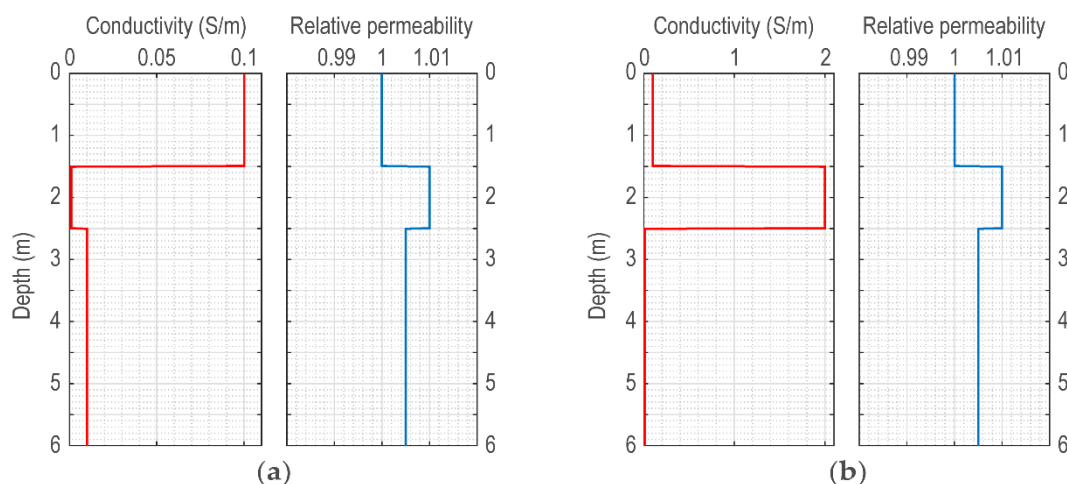 Conductivity (S/m) Relative permeability Conductivity (S/m) Relative permeability
0 0.05 0.1 0.99 1 1.01 0 1 2 0.99 1 1.01
0 0 0 0
1 1 1 1
2 2 2 2
3 3 3 3
4 4 4 4
5 5 5 5
6 6 6 6
Depth (m) Depth (m)
(a) (b)